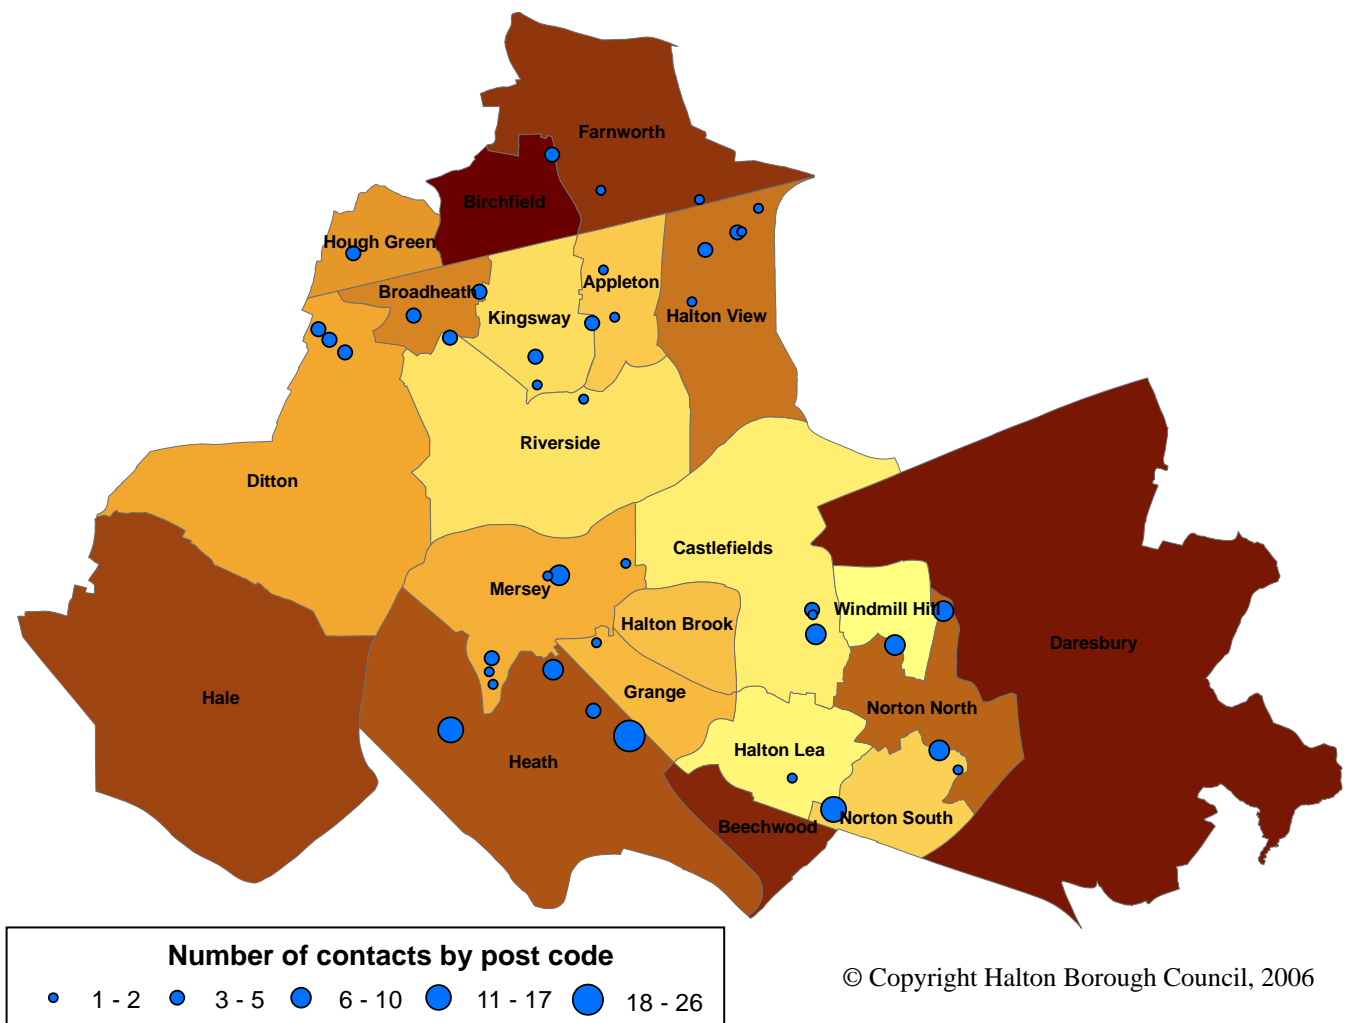 Farnworth
Birchfield
Hough Green
Broadheath
Appleton
Kingsway
Halton View
Riverside
Ditton
Castlefields
Mersey
Windmill Hill
Halton Brook
Daresbury
Hale
Grange
Norton North
Halton Lea
Heath
Norton South
Beechwood
Number of contacts by post code
1 - 2
3 - 5
6 - 10
11 - 17
18 - 26
© Copyright Halton Borough Council, 2006